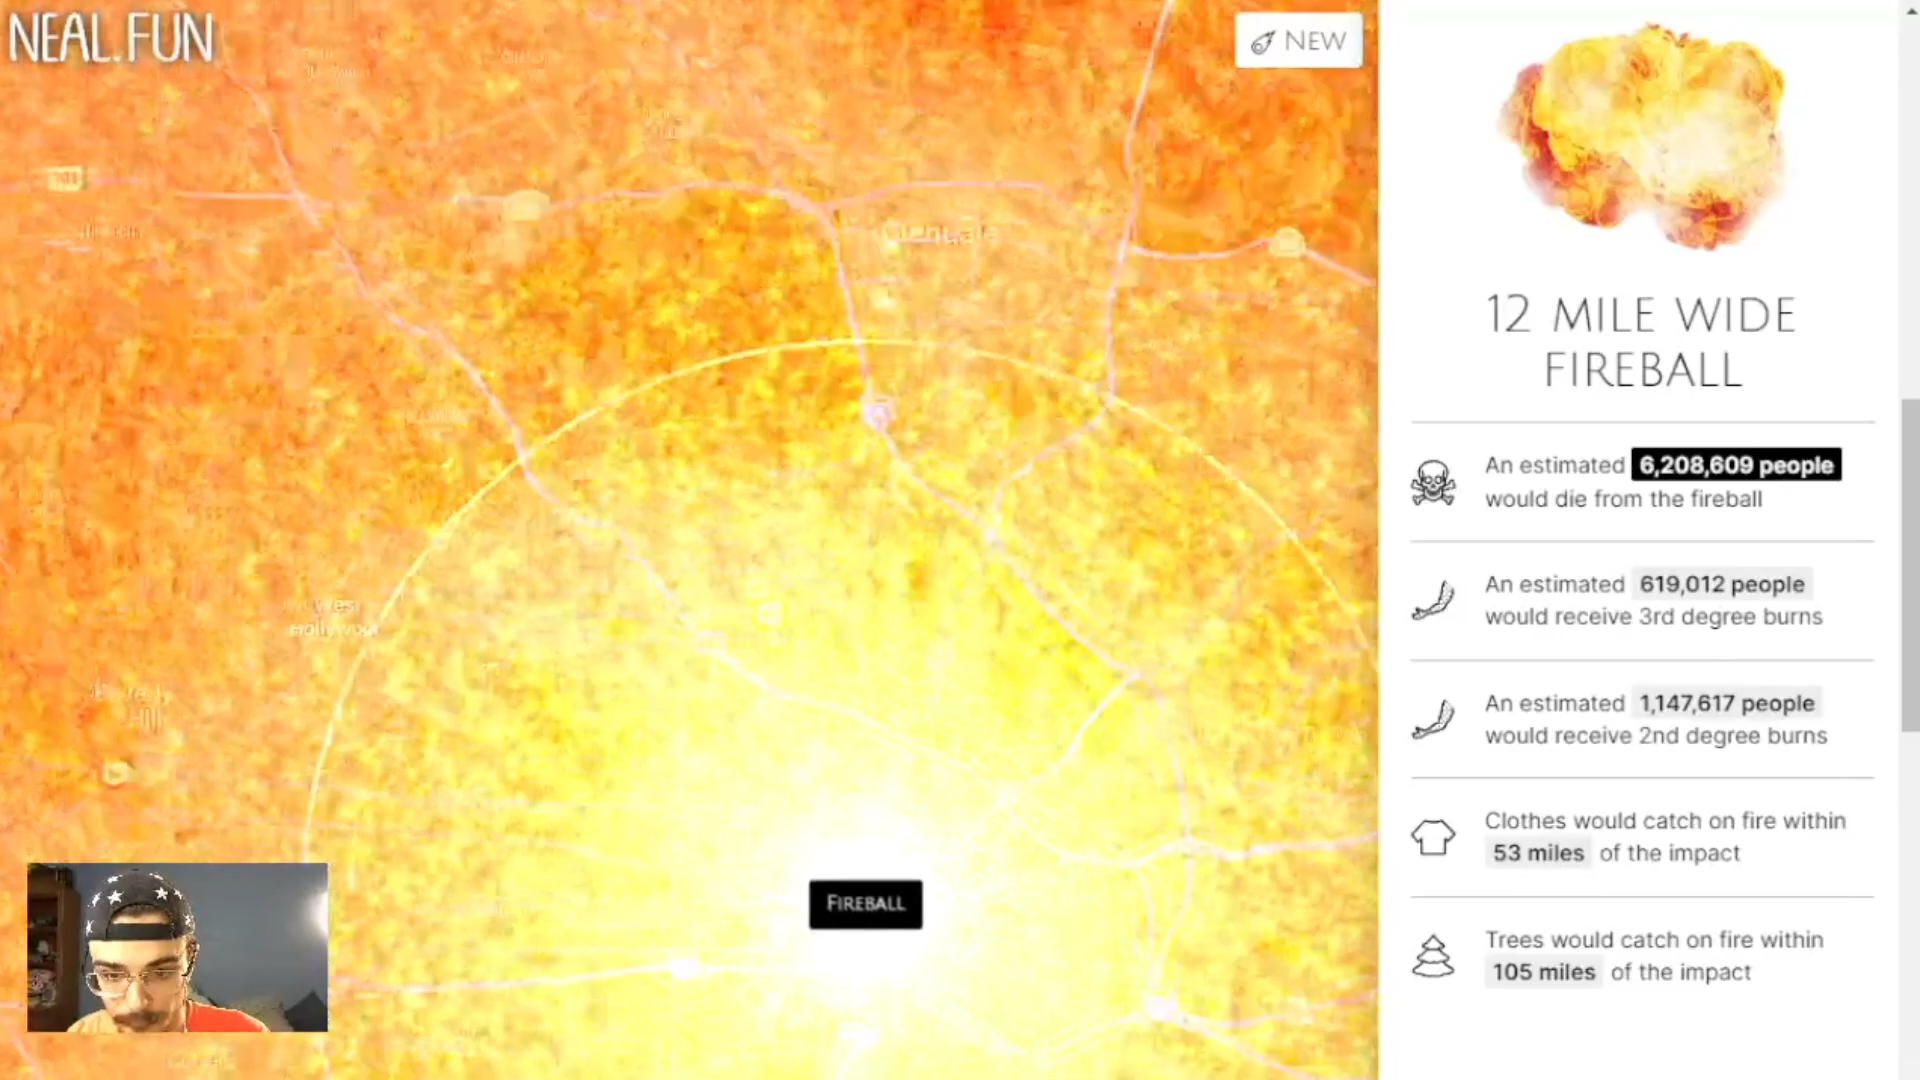 NEAL.FUN
NEW
Glendale
West
Hollywood
FIREBALL
12 MILE WIDE
FIREBALL
An estimated 6,208,609 people
would die from the fireball
An estimated 619,012 people
would receive 3rd degree burns
An estimated 1,147,617 people
would receive 2nd degree burns
Clothes would catch on fire within
53 miles of the impact
Trees would catch on fire within
105 miles of the impact